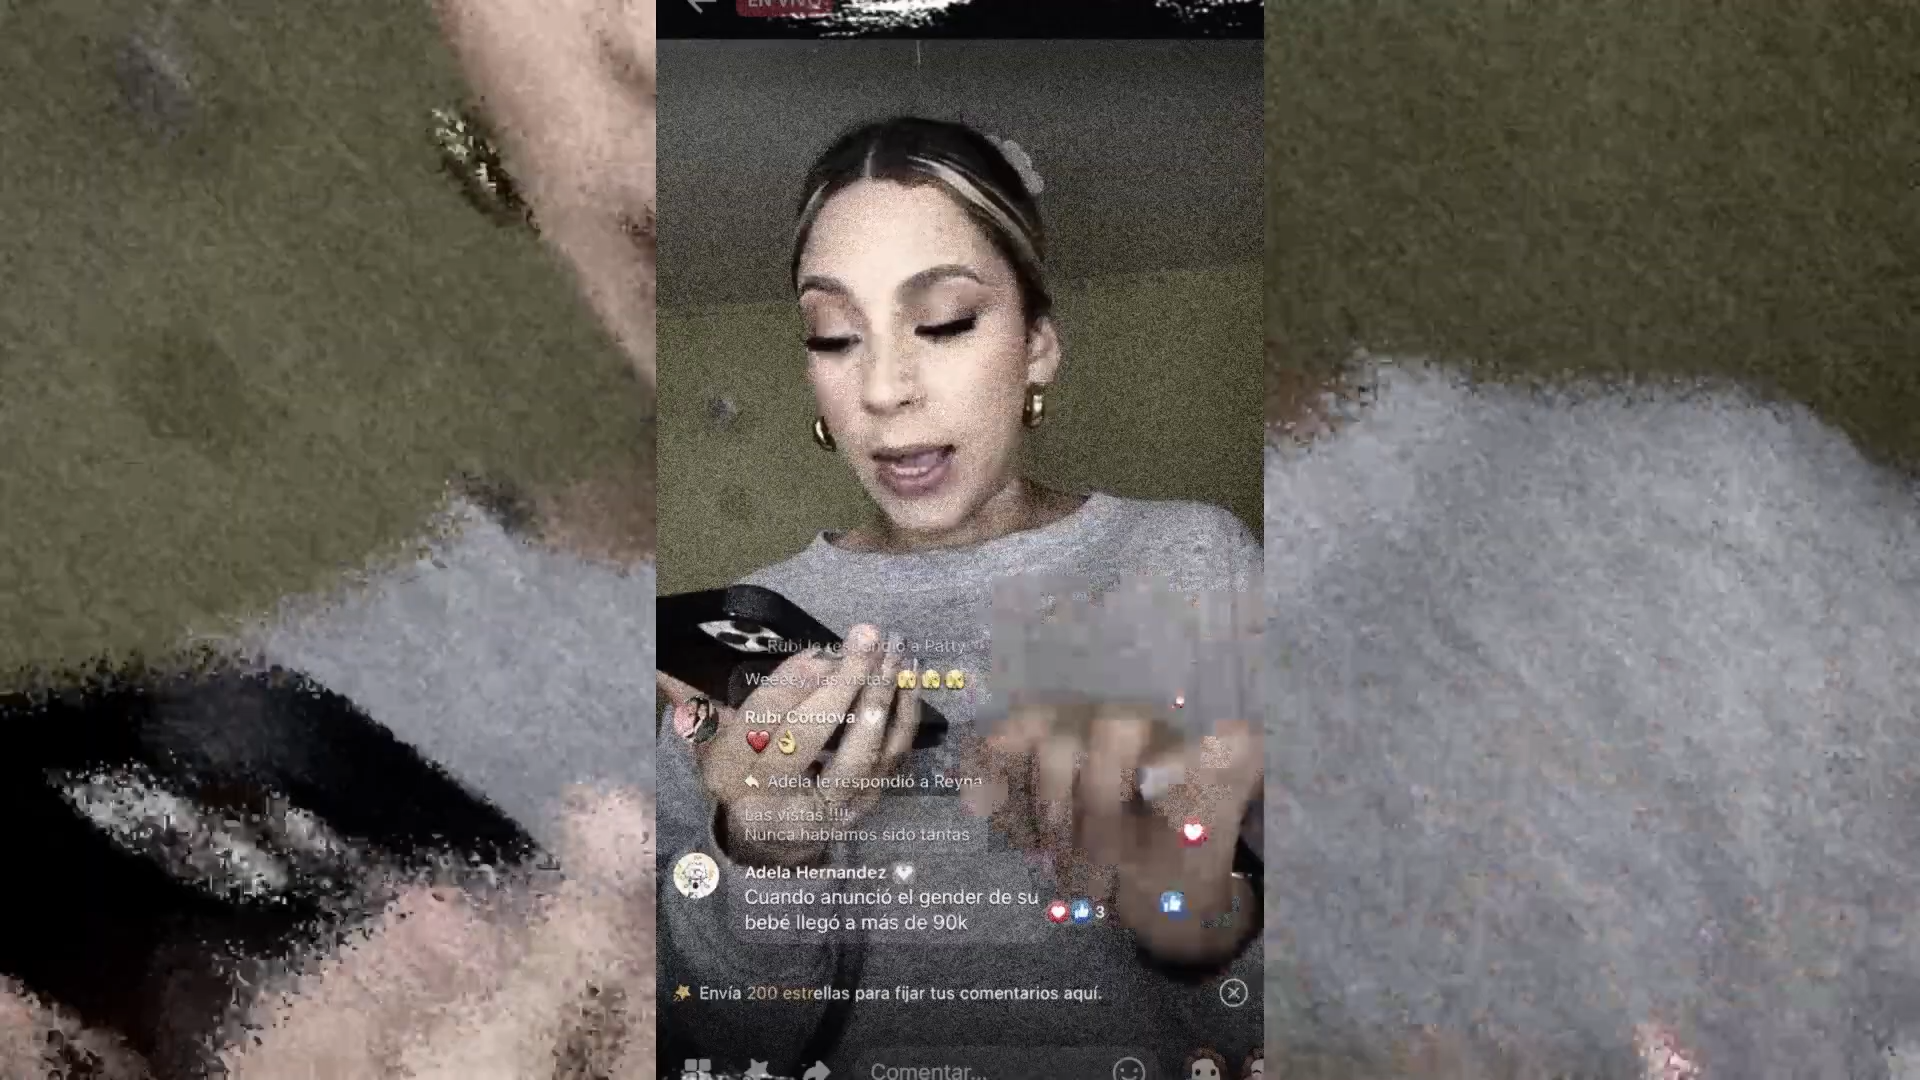 EN VIVO
Rubi le respondió a Patty
Weeeey, las vistas 🫣🫣🫣
Rubi Cordova 🤍
❤️👌
Adela le respondió a Reyna
Las vistas !!!!
Nunca habíamos sido tantas
Adela Hernandez 🤍
Cuando anunció el gender de su
bebé llegó a más de 90k
3
Envía 200 estrellas para fijar tus comentarios aquí.
Comentar...